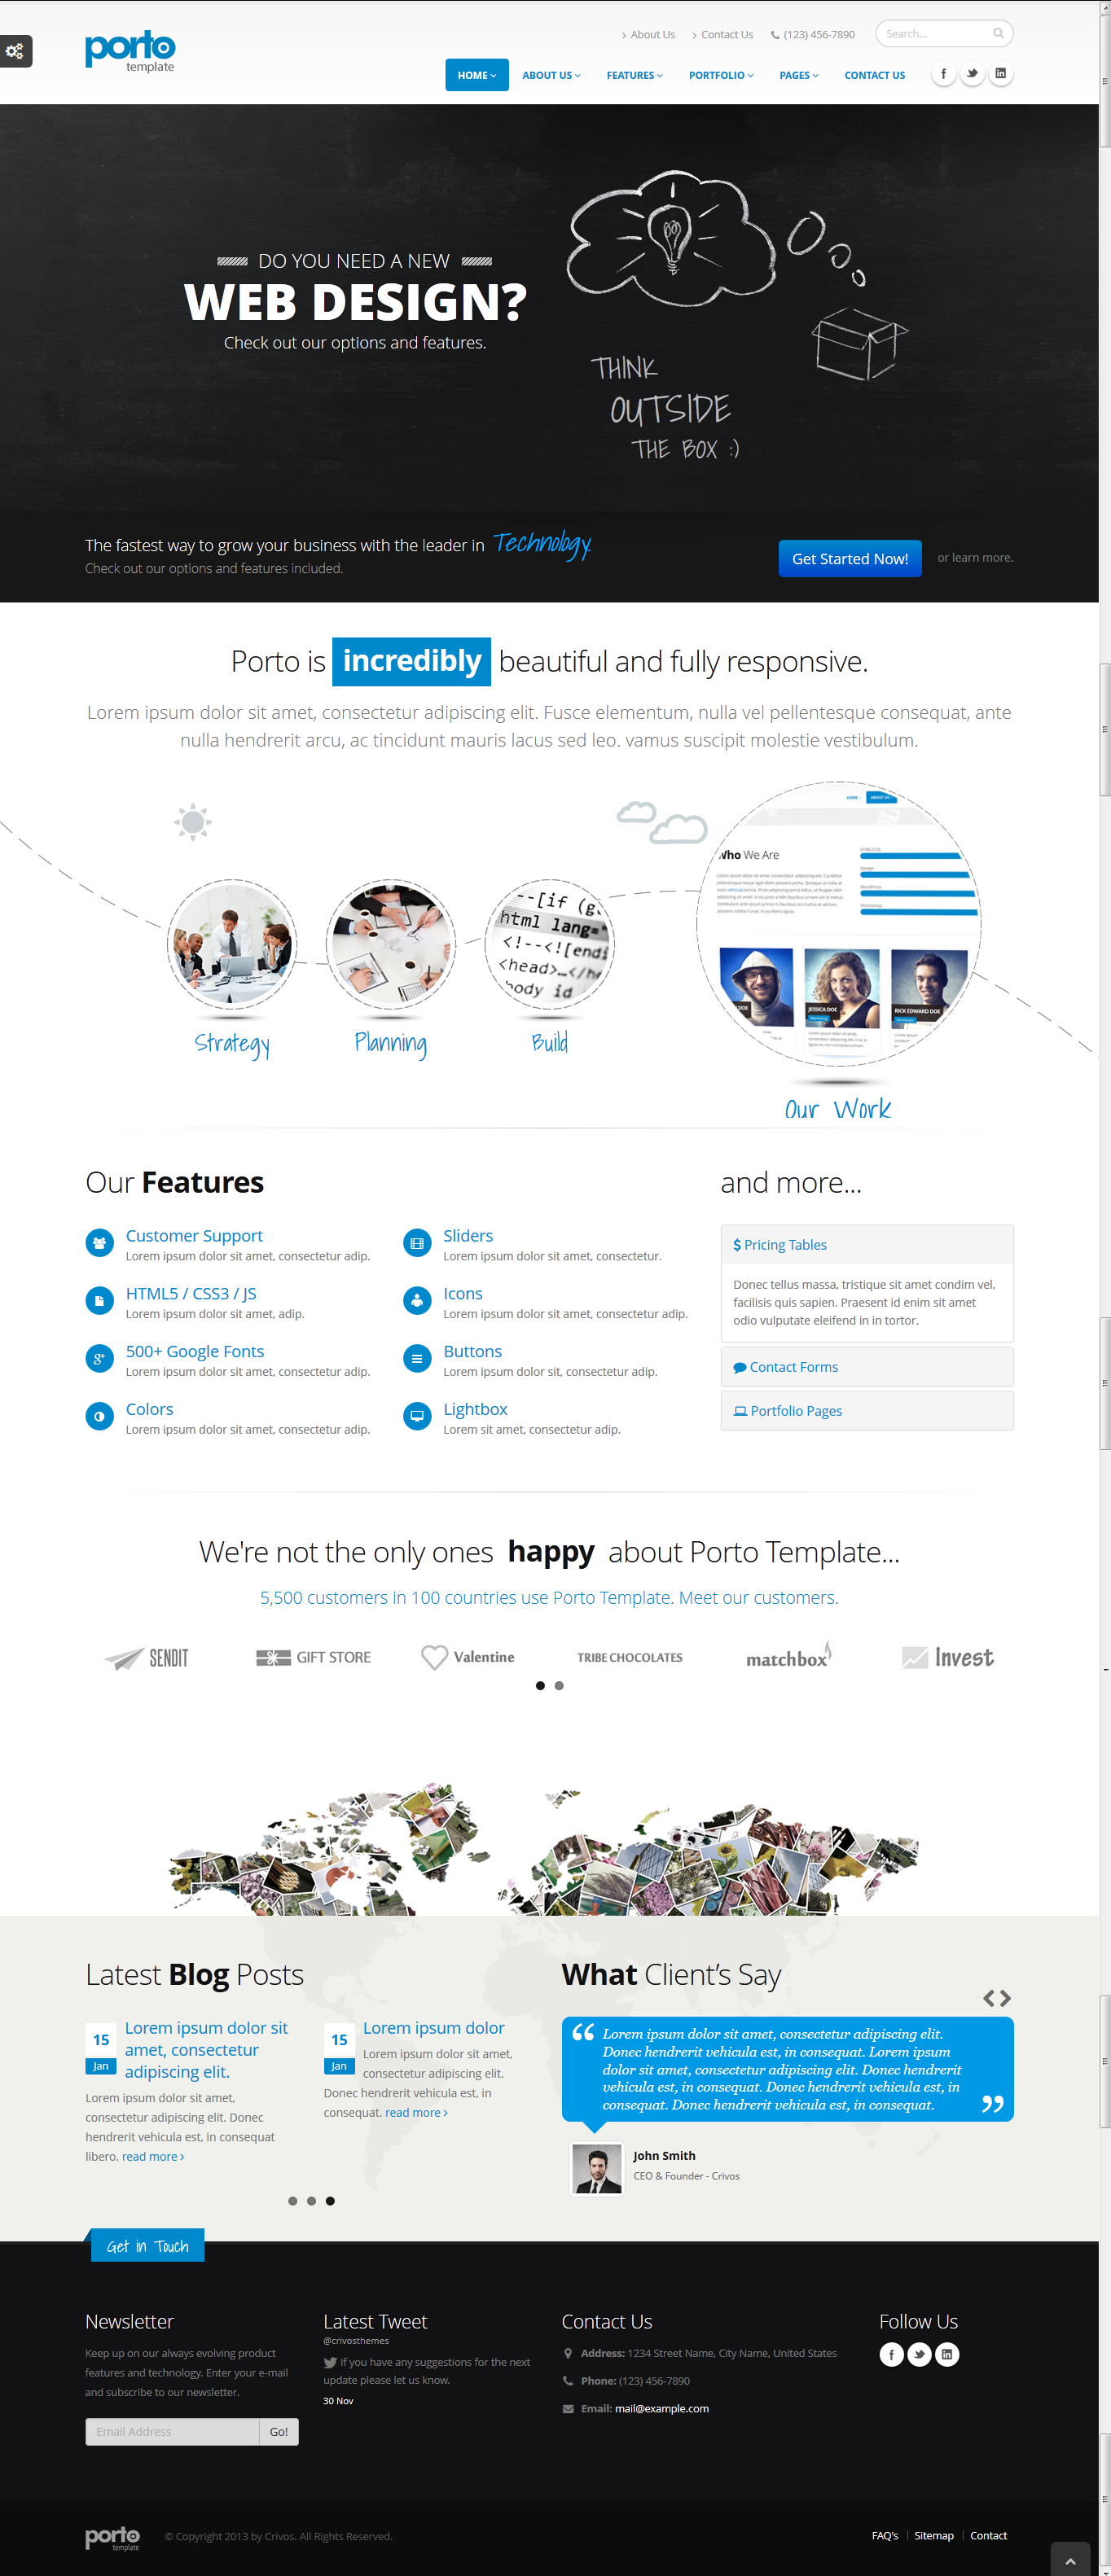 porto
template
About Us
Contact Us
(123) 456-7890
Search...
HOME
ABOUT US
FEATURES
PORTFOLIO
PAGES
CONTACT US
DO YOU NEED A NEW
WEB DESIGN?
Check out our options and features.
THINK
OUTSIDE
THE BOX :)
The fastest way to grow your business with the leader in Technology.
Check out our options and features included.
Get Started Now!
or learn more.
Porto is incredibly beautiful and fully responsive.
Lorem ipsum dolor sit amet, consectetur adipiscing elit. Fusce elementum, nulla vel pellentesque consequat, ante
nulla hendrerit arcu, ac tincidunt mauris lacus sed leo. vamus suscipit molestie vestibulum.
HOME
ABOUT US
Who We Are
HTML/CSS
Design
WordPress
Photoshop
--[if (g
html lang=
<!--<![endi
<head>
body id
DOE
JESSICA DOE
RICK EDWARD DOE
Strategy
Planning
Build
Our Work
Our Features
Customer Support
Lorem ipsum dolor sit amet, consectetur adip.
HTML5 / CSS3 / JS
Lorem ipsum dolor sit amet, adip.
500+ Google Fonts
Lorem ipsum dolor sit amet, consectetur adip.
Colors
Lorem ipsum dolor sit amet, consectetur adip.
Sliders
Lorem ipsum dolor sit amet, consectetur.
Icons
Lorem ipsum dolor sit amet, consectetur adip.
Buttons
Lorem ipsum dolor sit, consectetur adip.
Lightbox
Lorem sit amet, consectetur adip.
and more...
$ Pricing Tables
Donec tellus massa, tristique sit amet condim vel,
facilisis quis sapien. Praesent id enim sit amet
odio vulputate eleifend in in tortor.
Contact Forms
Portfolio Pages
We're not the only ones happy about Porto Template...
5,500 customers in 100 countries use Porto Template. Meet our customers.
SENDIT
GIFT STORE
Valentine
TRIBE CHOCOLATES
matchbox
Invest
Latest Blog Posts
15
Jan
Lorem ipsum dolor sit
amet, consectetur
adipiscing elit.
Lorem ipsum dolor sit amet,
consectetur adipiscing elit. Donec
hendrerit vehicula est, in consequat
libero. read more
15
Jan
Lorem ipsum dolor
Lorem ipsum dolor sit amet,
consectetur adipiscing elit.
Donec hendrerit vehicula est, in
consequat. read more
What Client's Say
“ Lorem ipsum dolor sit amet, consectetur adipiscing elit.
Donec hendrerit vehicula est, in consequat. Lorem ipsum
dolor sit amet, consectetur adipiscing elit. Donec hendrerit
vehicula est, in consequat. Donec hendrerit vehicula est, in
consequat. Donec hendrerit vehicula est, in consequat. ”
John Smith
CEO & Founder - Crivos
Get in Touch
Newsletter
Keep up on our always evolving product
features and technology. Enter your e-mail
and subscribe to our newsletter.
Email Address
Go!
Latest Tweet
@crivosthemes
If you have any suggestions for the next
update please let us know.
30 Nov
Contact Us
Address: 1234 Street Name, City Name, United States
Phone: (123) 456-7890
Email: mail@example.com
Follow Us
porto
template
© Copyright 2013 by Crivos. All Rights Reserved.
FAQ's
Sitemap
Contact